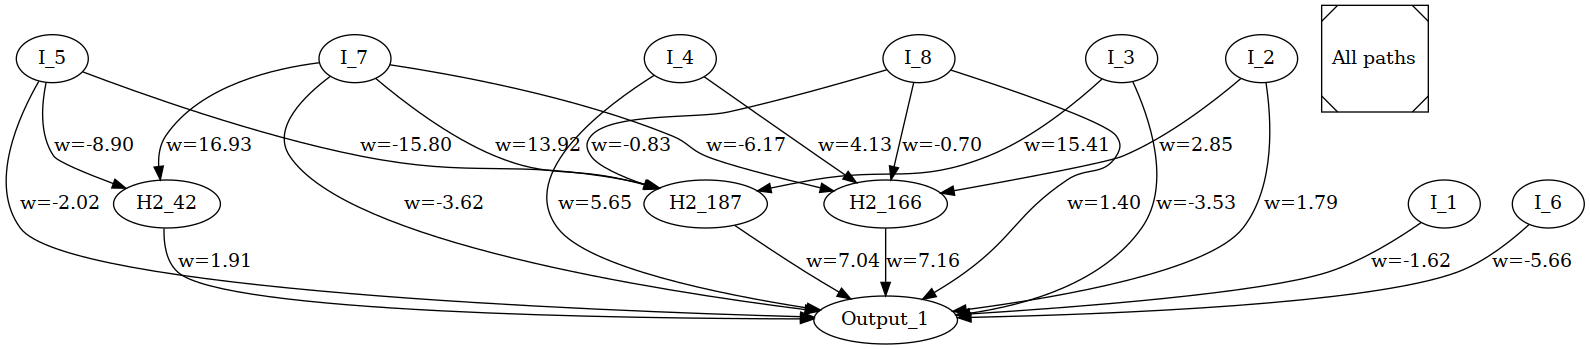 I_5
I_7
I_4
I_8
I_3
I_2
All paths
w=-8.90
w=16.93
w=-15.80
w=13.92
w=-0.83
w=-6.17
w=4.13
w=-0.70
w=15.41
w=2.85
w=-2.02
H2_42
w=-3.62
w=5.65
H2_187
H2_166
w=1.40
w=-3.53
w=1.79
I_1
I_6
w=1.91
w=7.04
w=7.16
w=-1.62
w=-5.66
Output_1